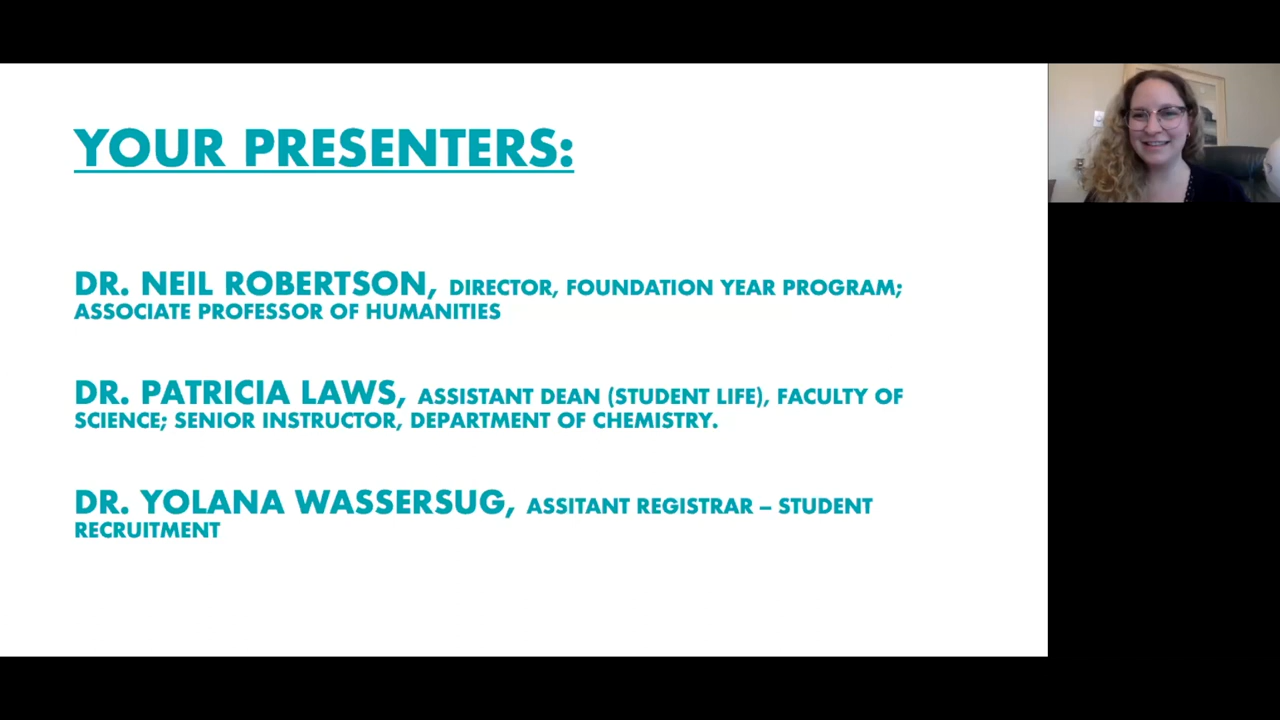 YOUR PRESENTERS:
DR. NEIL ROBERTSON, DIRECTOR, FOUNDATION YEAR PROGRAM;
ASSOCIATE PROFESSOR OF HUMANITIES
DR. PATRICIA LAWS, ASSISTANT DEAN (STUDENT LIFE), FACULTY OF
SCIENCE; SENIOR INSTRUCTOR, DEPARTMENT OF CHEMISTRY.
DR. YOLANA WASSERSUG, ASSITANT REGISTRAR – STUDENT
RECRUITMENT